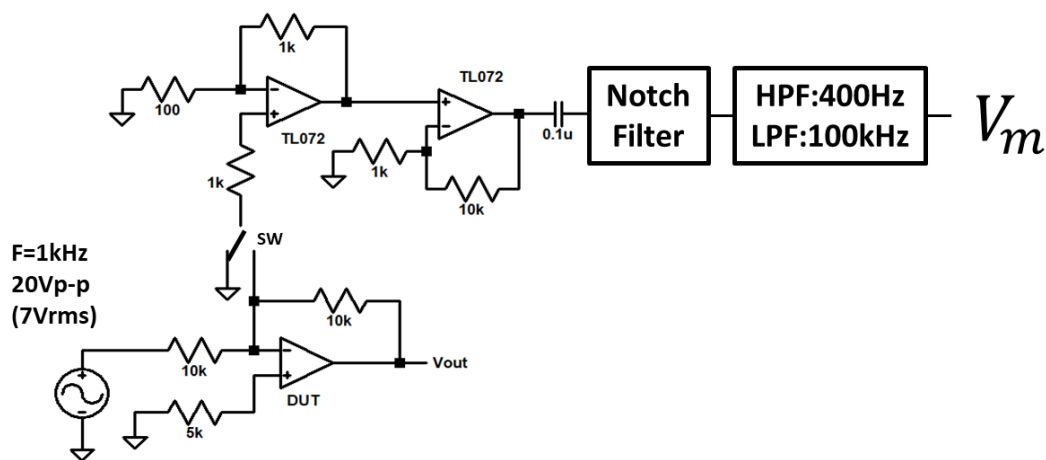 1k
100
TL072
TL072
1k
1k
10k
0.1u
Notch
Filter
HPF:400Hz
LPF:100kHz
Vm
SW
F=1kHz
20Vp-p
(7Vrms)
10k
10k
DUT
Vout
5k